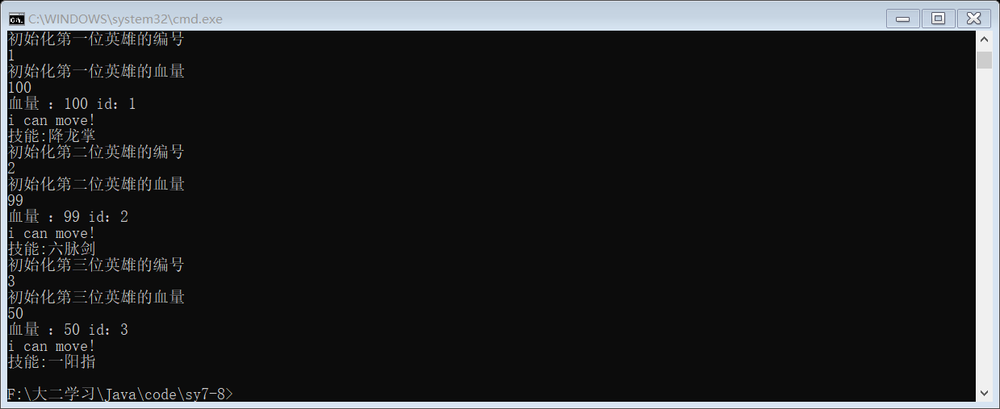 C:\WINDOWS\system32\cmd.exe
初始化第一位英雄的编号
1
初始化第一位英雄的血量
100
血量 ：100 id：1
i can move!
技能:降龙掌
初始化第二位英雄的编号
2
初始化第二位英雄的血量
99
血量 ：99 id：2
i can move!
技能:六脉剑
初始化第三位英雄的编号
3
初始化第三位英雄的血量
50
血量 ：50 id：3
i can move!
技能:一阳指
F:\大二学习\Java\code\sy7-8>